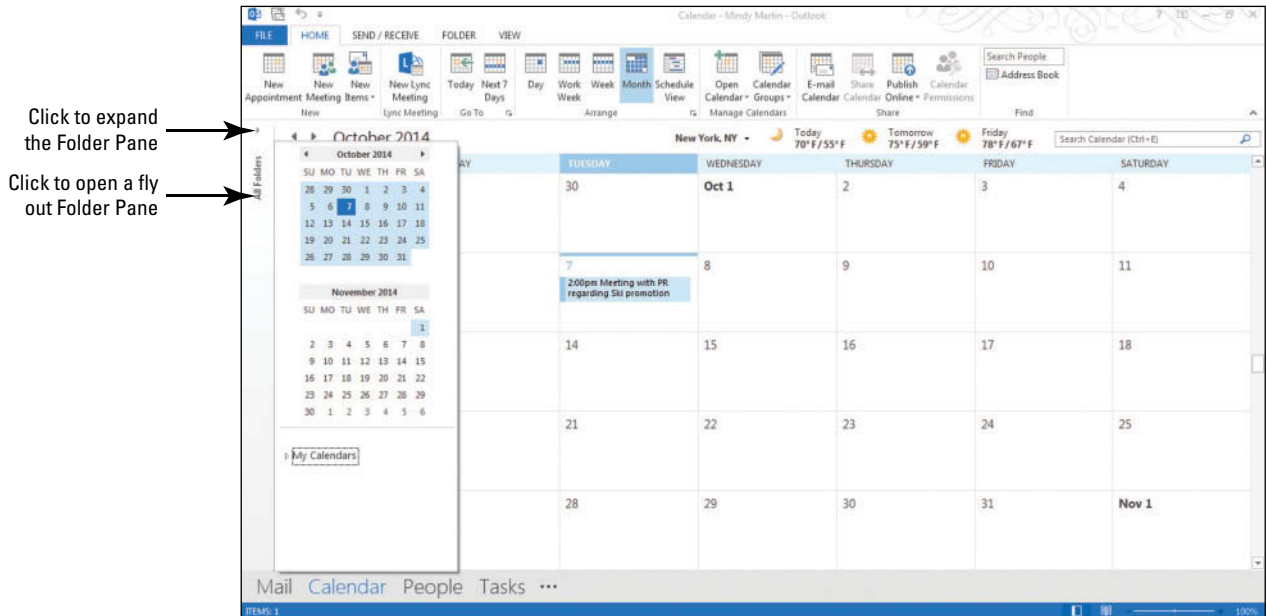 Calendar - Mindy Martin - Outlook
FILE HOME SEND / RECEIVE FOLDER VIEW
New Appointment
New Meeting
New Items
New Lync Meeting
Today
Next 7 Days
Day
Work Week
Week
Month
Schedule View
Open Calendar
Calendar Groups
E-mail Calendar
Share Calendar
Publish Online
Calendar Permissions
Search People
Address Book
New
Lync Meeting
Go To
Arrange
Manage Calendars
Share
Find
Click to expand
the Folder Pane
Click to open a fly
out Folder Pane
All Folders
October 2014
New York, NY
Today
70°F/55°F
Tomorrow
75°F/59°F
Friday
78°F/67°F
Search Calendar (Ctrl+E)
October 2014
SU MO TU WE TH FR SA
28 29 30 1 2 3 4
5 6 7 8 9 10 11
12 13 14 15 16 17 18
19 20 21 22 23 24 25
26 27 28 29 30 31
November 2014
SU MO TU WE TH FR SA
1
2 3 4 5 6 7 8
9 10 11 12 13 14 15
16 17 18 19 20 21 22
23 24 25 26 27 28 29
30 1 2 3 4 5 6
My Calendars
AY TUESDAY WEDNESDAY THURSDAY FRIDAY SATURDAY
30 Oct 1 2 3 4
7 8 9 10 11
2:00pm Meeting with PR
regarding Ski promotion
14 15 16 17 18
21 22 23 24 25
28 29 30 31 Nov 1
Mail Calendar People Tasks •••
ITEMS: 1
100%